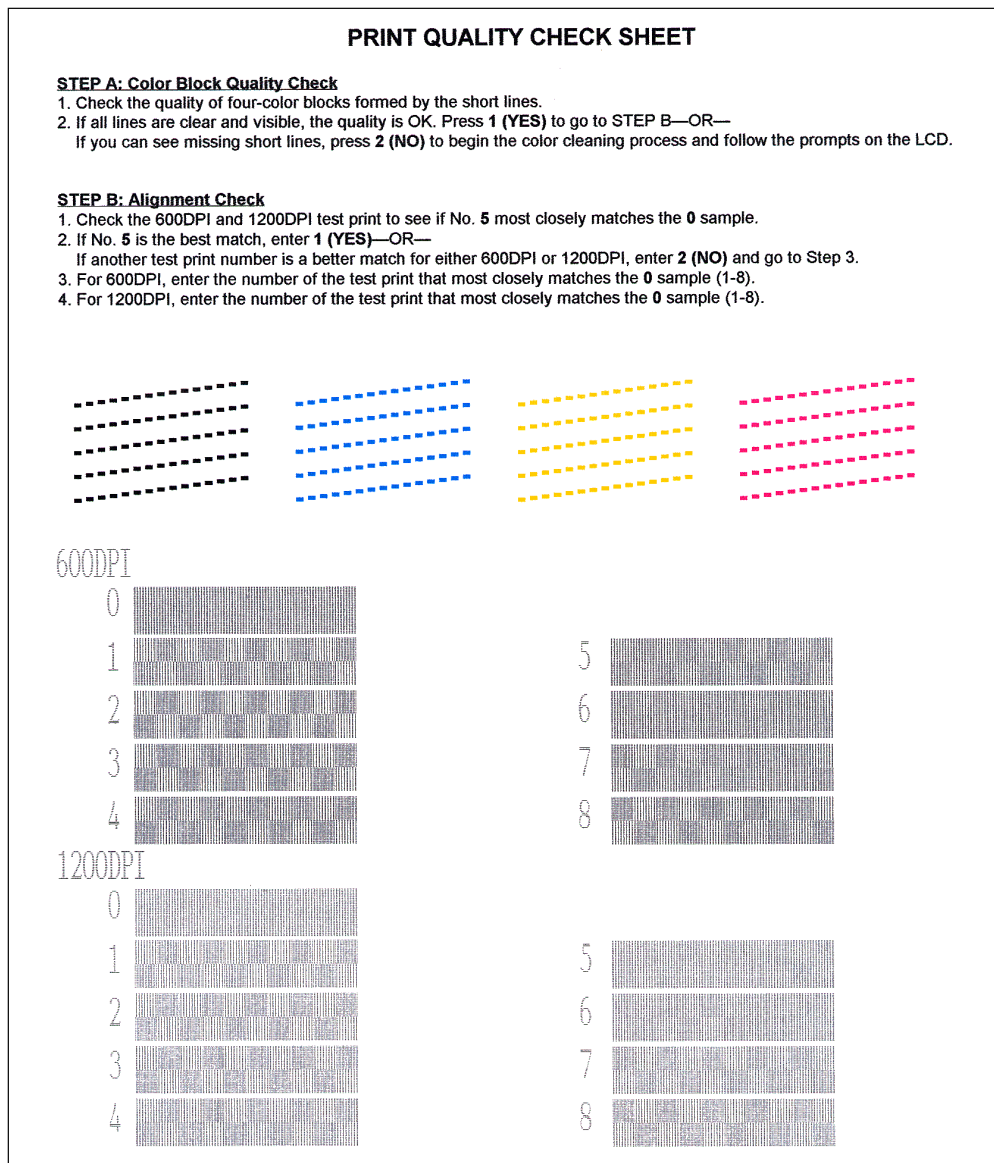 PRINT QUALITY CHECK SHEET
STEP A: Color Block Quality Check
1. Check the quality of four-color blocks formed by the short lines.
2. If all lines are clear and visible, the quality is OK. Press 1 (YES) to go to STEP B—OR—
If you can see missing short lines, press 2 (NO) to begin the color cleaning process and follow the prompts on the LCD.
STEP B: Alignment Check
1. Check the 600DPI and 1200DPI test print to see if No. 5 most closely matches the 0 sample.
2. If No. 5 is the best match, enter 1 (YES)—OR—
If another test print number is a better match for either 600DPI or 1200DPI, enter 2 (NO) and go to Step 3.
3. For 600DPI, enter the number of the test print that most closely matches the 0 sample (1-8).
4. For 1200DPI, enter the number of the test print that most closely matches the 0 sample (1-8).
600DPI
0
1 5
2 6
3 7
4 8
1200DPI
0
1 5
2 6
3 7
4 8